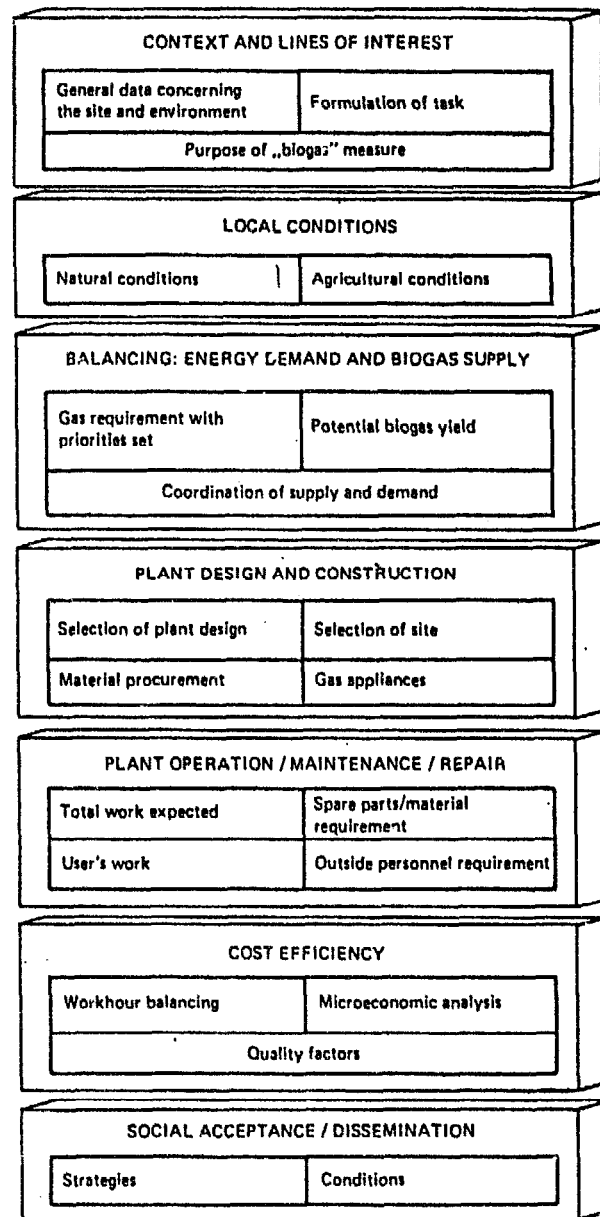 CONTEXT AND LINES OF INTEREST
General data concerning
the site and environment
Formulation of task
Purpose of „biogas” measure
LOCAL CONDITIONS
Natural conditions
Agricultural conditions
BALANCING: ENERGY DEMAND AND BIOGAS SUPPLY
Gas requirement with
priorities set
Potential biogas yield
Coordination of supply and demand
PLANT DESIGN AND CONSTRUCTION
Selection of plant design
Selection of site
Material procurement
Gas appliances
PLANT OPERATION / MAINTENANCE / REPAIR
Total work expected
Spare parts/material
requirement
User's work
Outside personnel requirement
COST EFFICIENCY
Workhour balancing
Microeconomic analysis
Quality factors
SOCIAL ACCEPTANCE / DISSEMINATION
Strategies
Conditions